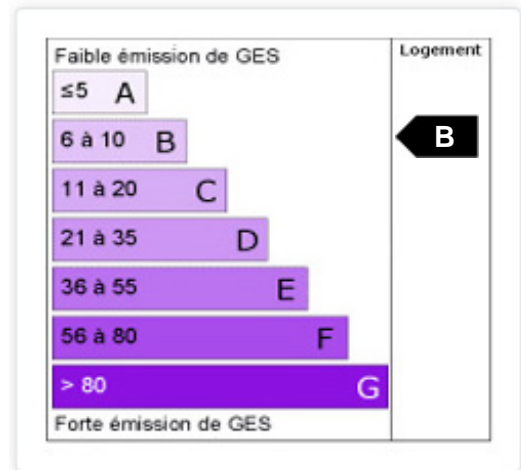 Faible émission de GES
Logement
≤5 A
6 à 10 B
B
11 à 20 C
21 à 35 D
36 à 55 E
56 à 80 F
> 80 G
Forte émission de GES